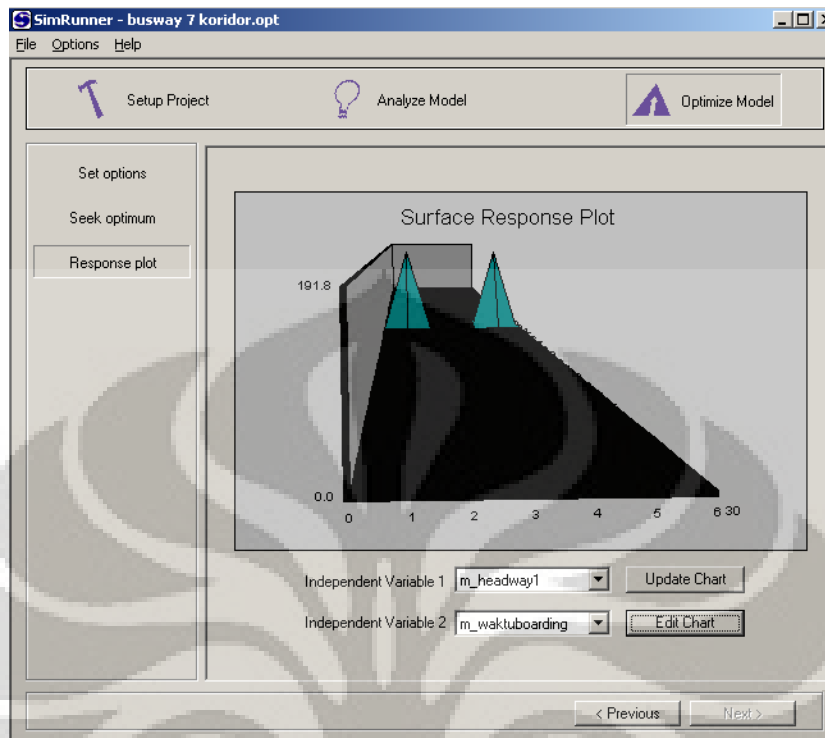 SimRunner - busway 7 koridor.opt
File Options Help
Setup Project Analyze Model Optimize Model
Set options
Seek optimum
Response plot
Surface Response Plot
191.8
0.0
0 1 2 3 4 5 6 30
Independent Variable 1 m_headway1 Update Chart
Independent Variable 2 m_waktuboarding Edit Chart
< Previous Next >